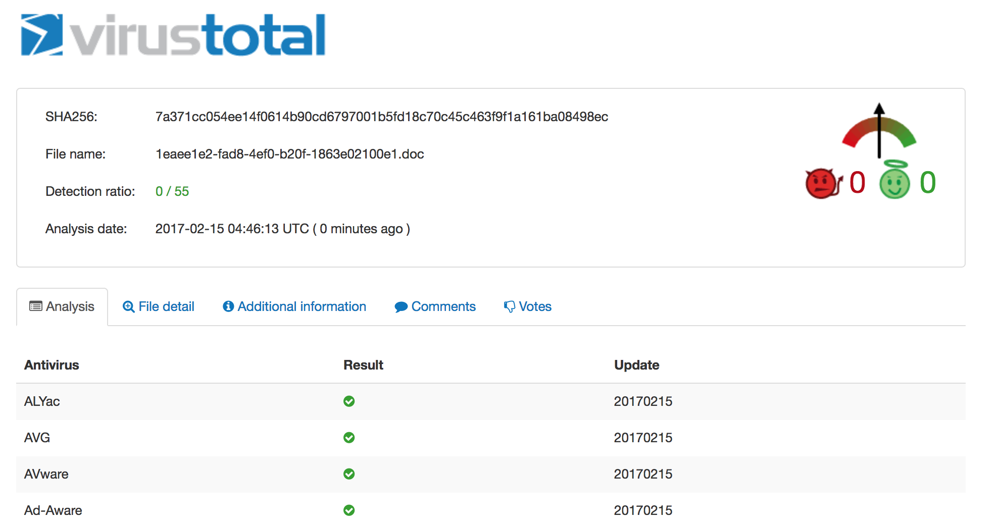 virustotal
SHA256: 7a371cc054ee14f0614b90cd6797001b5fd18c70c45c463f9f1a161ba08498ec
File name: 1eaee1e2-fad8-4ef0-b20f-1863e02100e1.doc
Detection ratio: 0 / 55
0 0
Analysis date: 2017-02-15 04:46:13 UTC ( 0 minutes ago )
Analysis File detail Additional information Comments Votes
Antivirus Result Update
ALYac 20170215
AVG 20170215
AVware 20170215
Ad-Aware 20170215